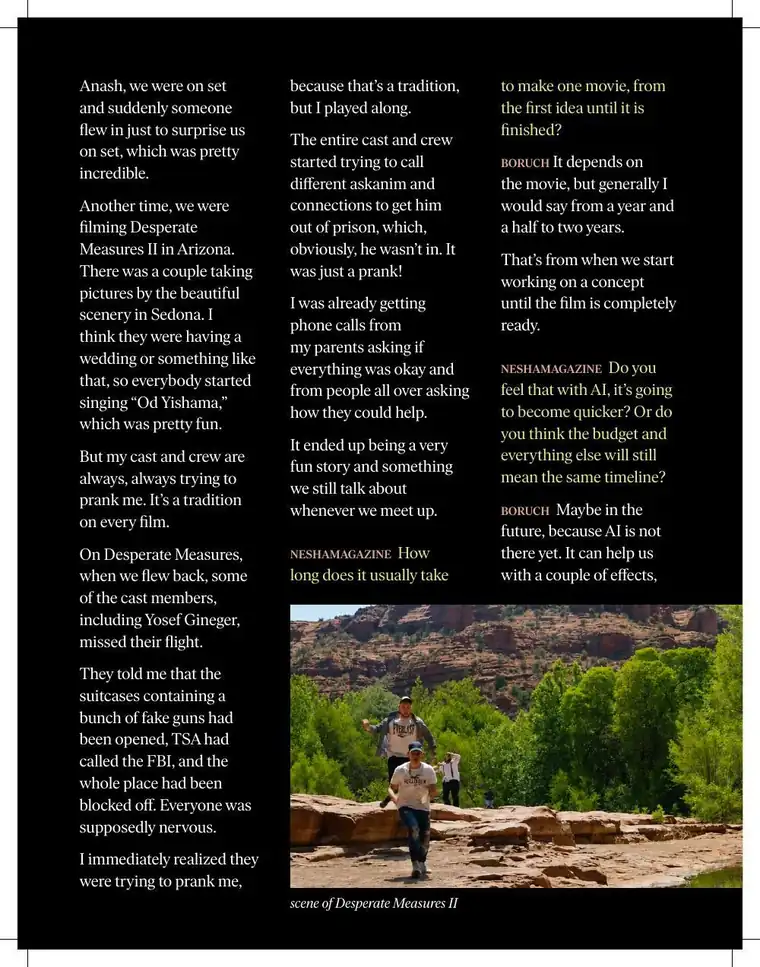 Anash, we were on set
and suddenly someone
flew in just to surprise us
on set, which was pretty
incredible.
Another time, we were
filming Desperate
Measures II in Arizona.
There was a couple taking
pictures by the beautiful
scenery in Sedona. I
think they were having a
wedding or something like
that, so everybody started
singing “Od Yishama,”
which was pretty fun.
But my cast and crew are
always, always trying to
prank me. It’s a tradition
on every film.
On Desperate Measures,
when we flew back, some
of the cast members,
including Yosef Gineger,
missed their flight.
They told me that the
suitcases containing a
bunch of fake guns had
been opened, TSA had
called the FBI, and the
whole place had been
blocked off. Everyone was
supposedly nervous.
I immediately realized they
were trying to prank me,
because that’s a tradition,
but I played along.
The entire cast and crew
started trying to call
different askanim and
connections to get him
out of prison, which,
obviously, he wasn’t in. It
was just a prank!
I was already getting
phone calls from
my parents asking if
everything was okay and
from people all over asking
how they could help.
It ended up being a very
fun story and something
we still talk about
whenever we meet up.
NESHAMAGAZINE How
long does it usually take
to make one movie, from
the first idea until it is
finished?
BORUCH It depends on
the movie, but generally I
would say from a year and
a half to two years.
That’s from when we start
working on a concept
until the film is completely
ready.
NESHAMAGAZINE Do you
feel that with AI, it’s going
to become quicker? Or do
you think the budget and
everything else will still
mean the same timeline?
BORUCH Maybe in the
future, because AI is not
there yet. It can help us
with a couple of effects,
EVERLAST
scene of Desperate Measures II